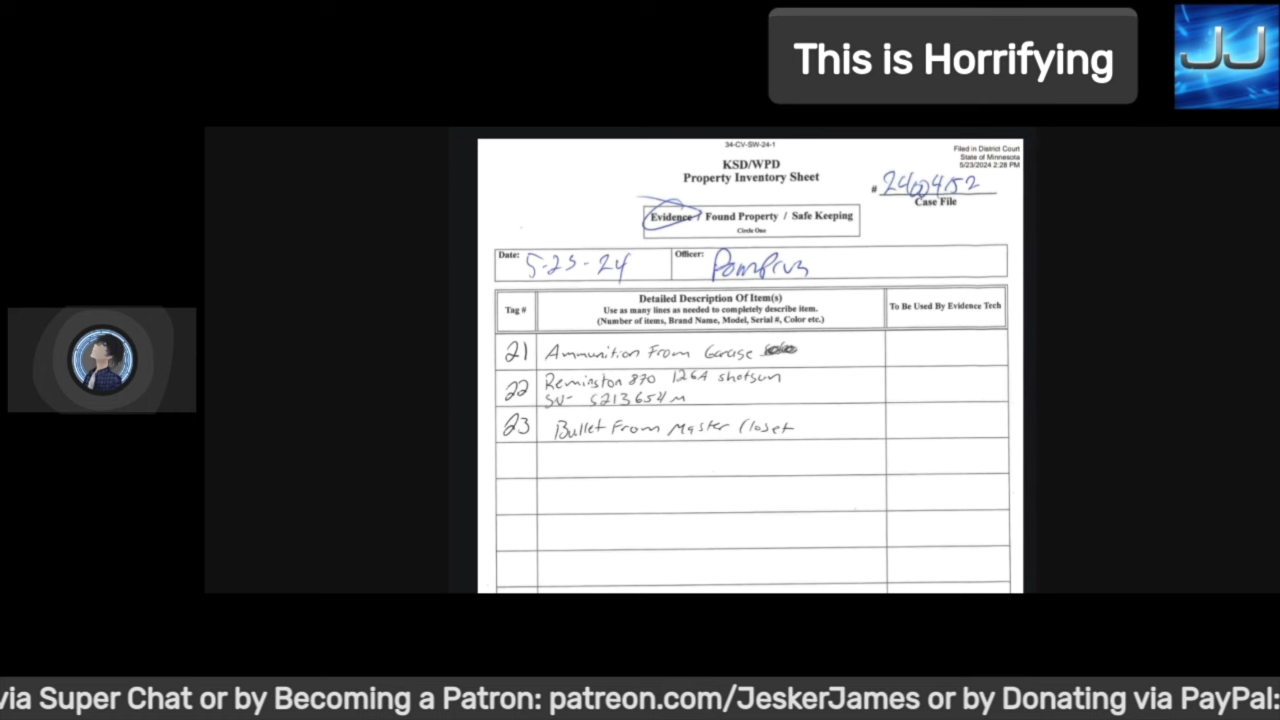 This is Horrifying
JJ
34-CV-SW-24-1
Filed in District Court
State of Minnesota
5/23/2024 2:28 PM
KSD/WPD
Property Inventory Sheet
# 24004152
Case File
Evidence / Found Property / Safe Keeping
Circle One
Date: 5-23-24 Officer:
Tag #
Detailed Description Of Item(s)
Use as many lines as needed to completely describe item.
(Number of items, Brand Name, Model, Serial #, Color etc.)
To Be Used By Evidence Tech
21 Ammunition From Garage
22 Remington 870 12GA shotgun
SN- S213654M
23 Bullet From Master Closet
via Super Chat or by Becoming a Patron: patreon.com/JeskerJames or by Donating via PayPal: